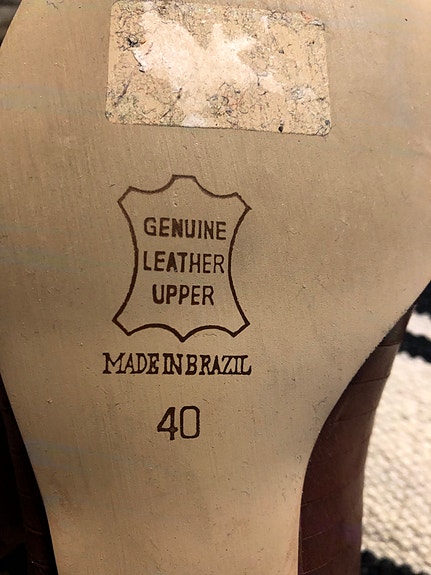 GENUINE
LEATHER
UPPER
MADE IN BRAZIL
40